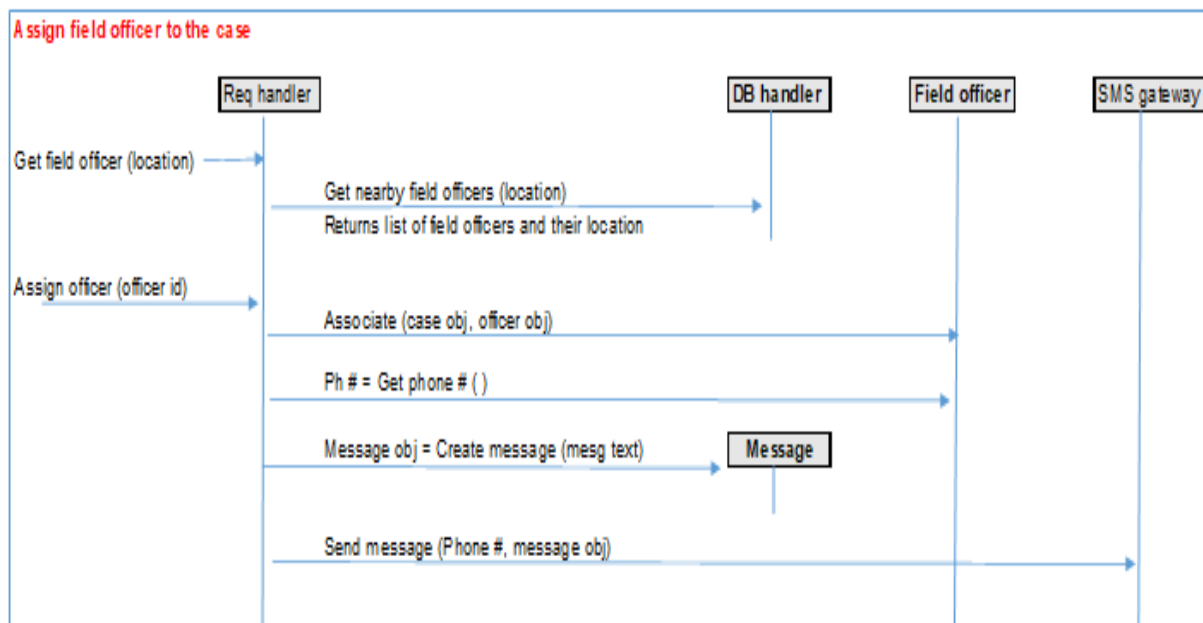 Assign field officer to the case
Req handler
DB handler
Field officer
SMS gateway
Get field officer (location)
Get nearby field officers (location)
Returns list of field officers and their location
Assign officer (officer id)
Associate (case obj, officer obj)
Ph # = Get phone # ( )
Message obj = Create message (mesg text)
Message
Send message (Phone #, message obj)